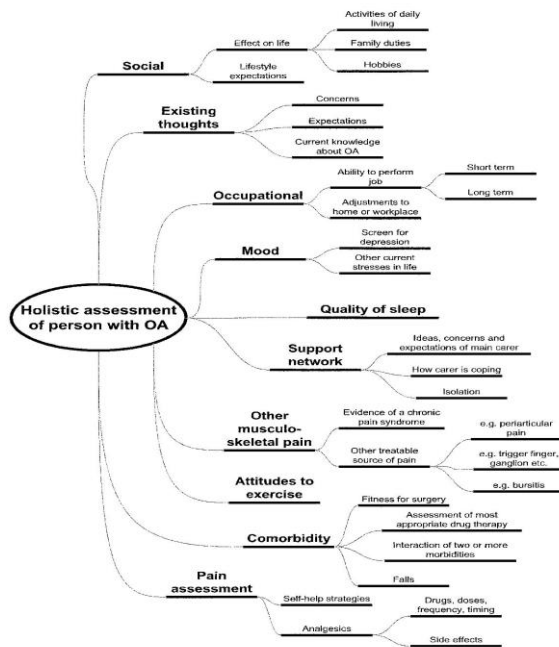 Holistic assessment
of person with OA
Social
Effect on life
Activities of daily
living
Family duties
Hobbies
Lifestyle
expectations
Existing
thoughts
Concerns
Expectations
Current knowledge
about OA
Occupational
Ability to perform
job
Short term
Long term
Adjustments to
home or workplace
Mood
Screen for
depression
Other current
stresses in life
Quality of sleep
Support
network
Ideas, concerns and
expectations of main carer
How carer is coping
Isolation
Other
musculo-
skeletal pain
Evidence of a chronic
pain syndrome
Other treatable
source of pain
e.g. periarticular
pain
e.g. trigger finger,
ganglion etc.
e.g. bursitis
Attitudes to
exercise
Comorbidity
Fitness for surgery
Assessment of most
appropriate drug therapy
Interaction of two or more
morbidities
Falls
Pain
assessment
Self-help strategies
Analgesics
Drugs, doses,
frequency, timing
Side effects